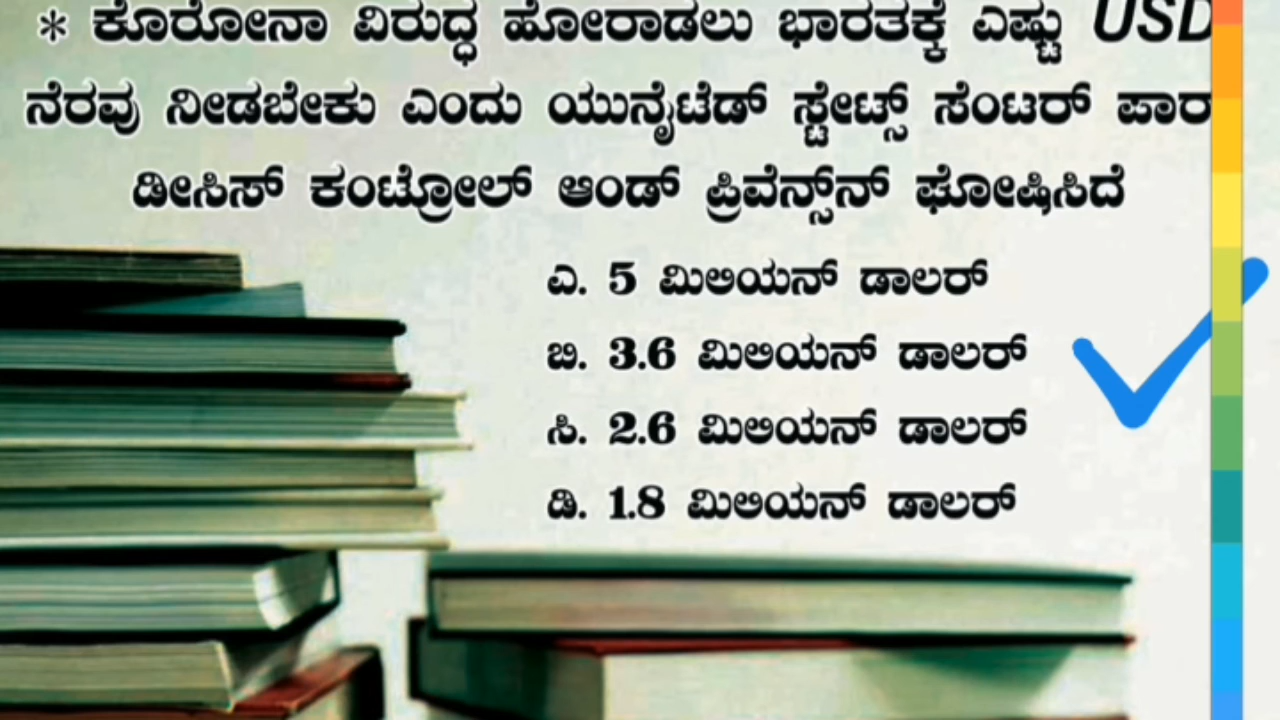 * ಕೊರೋನಾ ವಿರುದ್ಧ ಹೋರಾಡಲು ಭಾರತಕ್ಕೆ ಎಷ್ಟು USD
ನೆರವು ನೀಡಬೇಕು ಎಂದು ಯುನೈಟೆಡ್ ಸ್ಟೇಟ್ಸ್ ಸೆಂಟರ್ ಪಾರ
ಡೀಸಿಸ್ ಕಂಟ್ರೋಲ್ ಆಂಡ್ ಪ್ರಿವೆನ್ಸ್‌ನ್ ಘೋಷಿಸಿದೆ
ಎ. 5 ಮಿಲಿಯನ್ ಡಾಲರ್
ಬಿ. 3.6 ಮಿಲಿಯನ್ ಡಾಲರ್
ಸಿ. 2.6 ಮಿಲಿಯನ್ ಡಾಲರ್
ಡಿ. 1.8 ಮಿಲಿಯನ್ ಡಾಲರ್